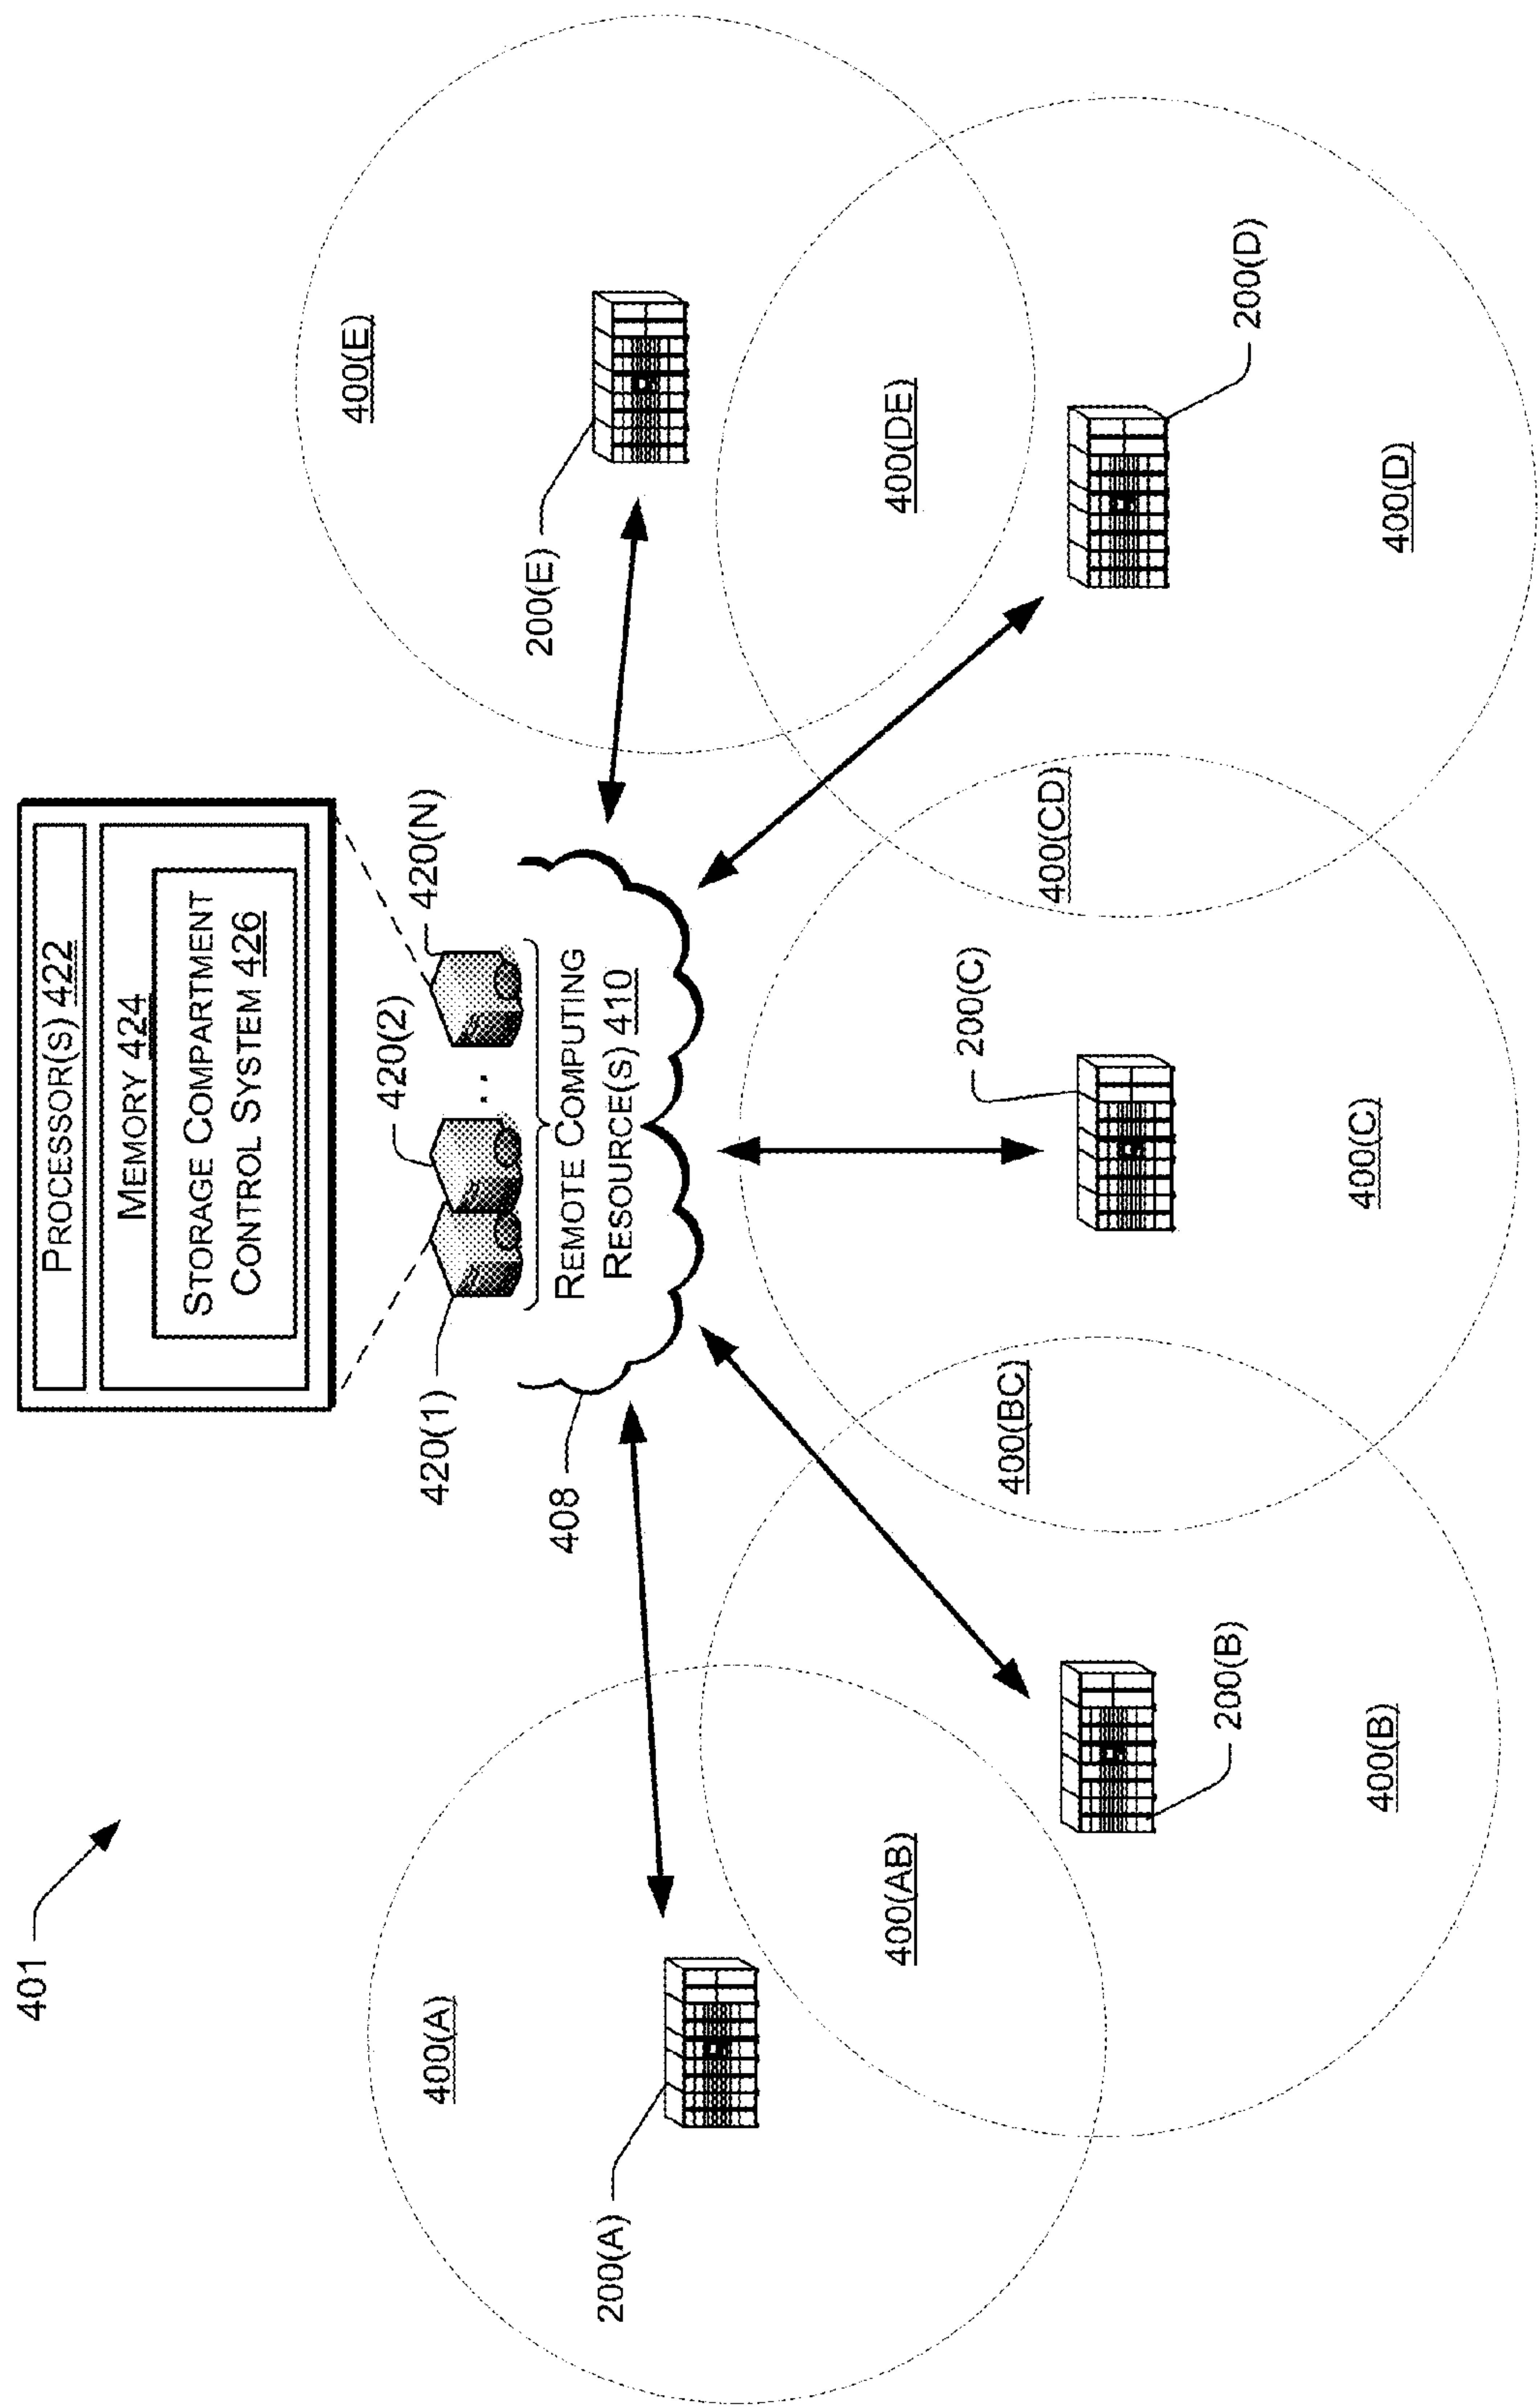 401
PROCESSOR(S) 422
MEMORY 424
STORAGE COMPARTMENT
CONTROL SYSTEM 426
420(1)
420(2)
420(N)
...
REMOTE COMPUTING
RESOURCE(S) 410
408
400(A)
200(A)
400(AB)
200(B)
400(B)
400(BC)
200(C)
400(C)
400(CD)
200(D)
400(D)
400(DE)
200(E)
400(E)